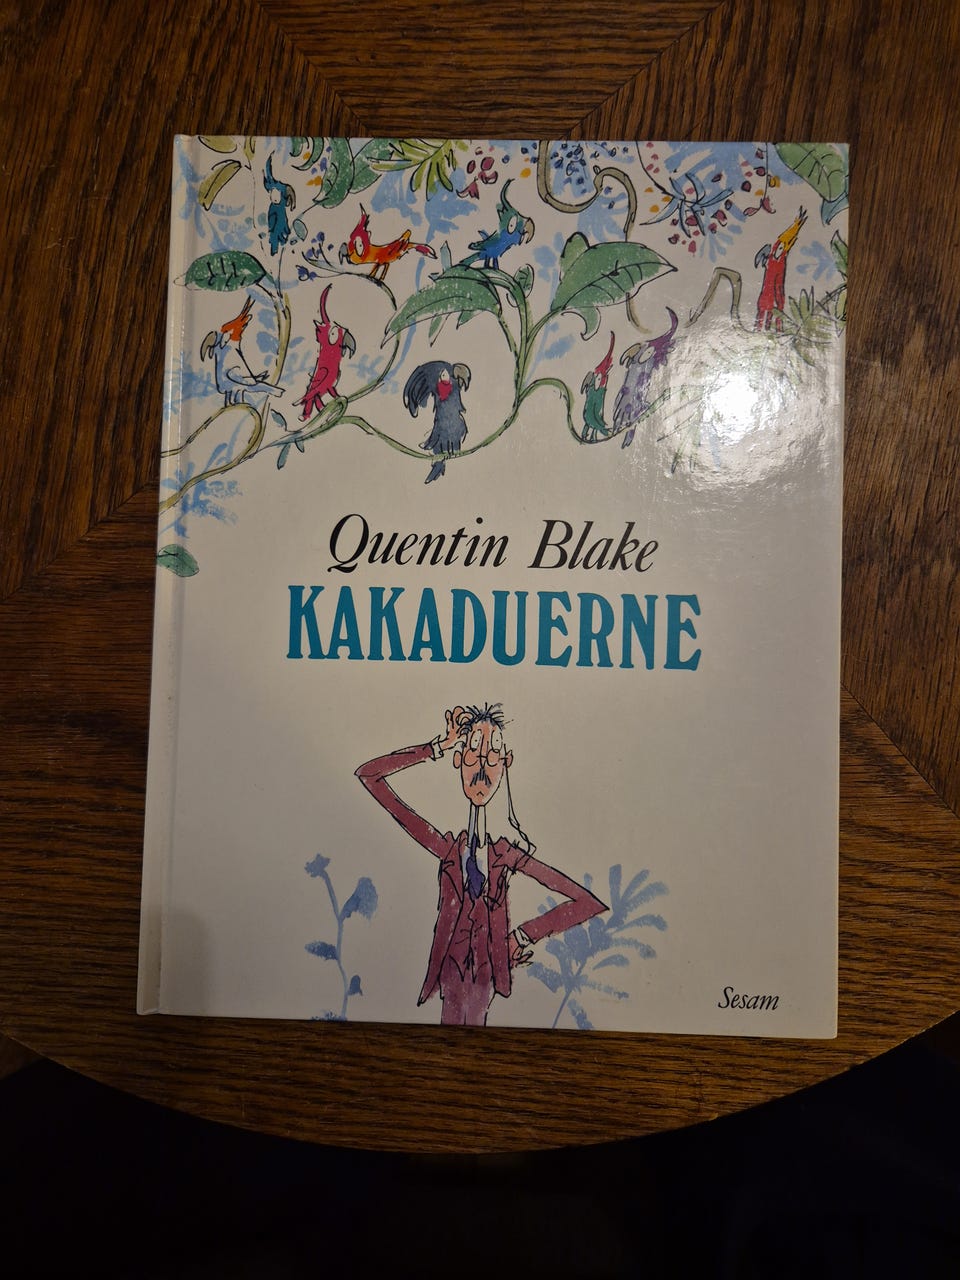 Quentin Blake
KAKADUERNE
Sesam